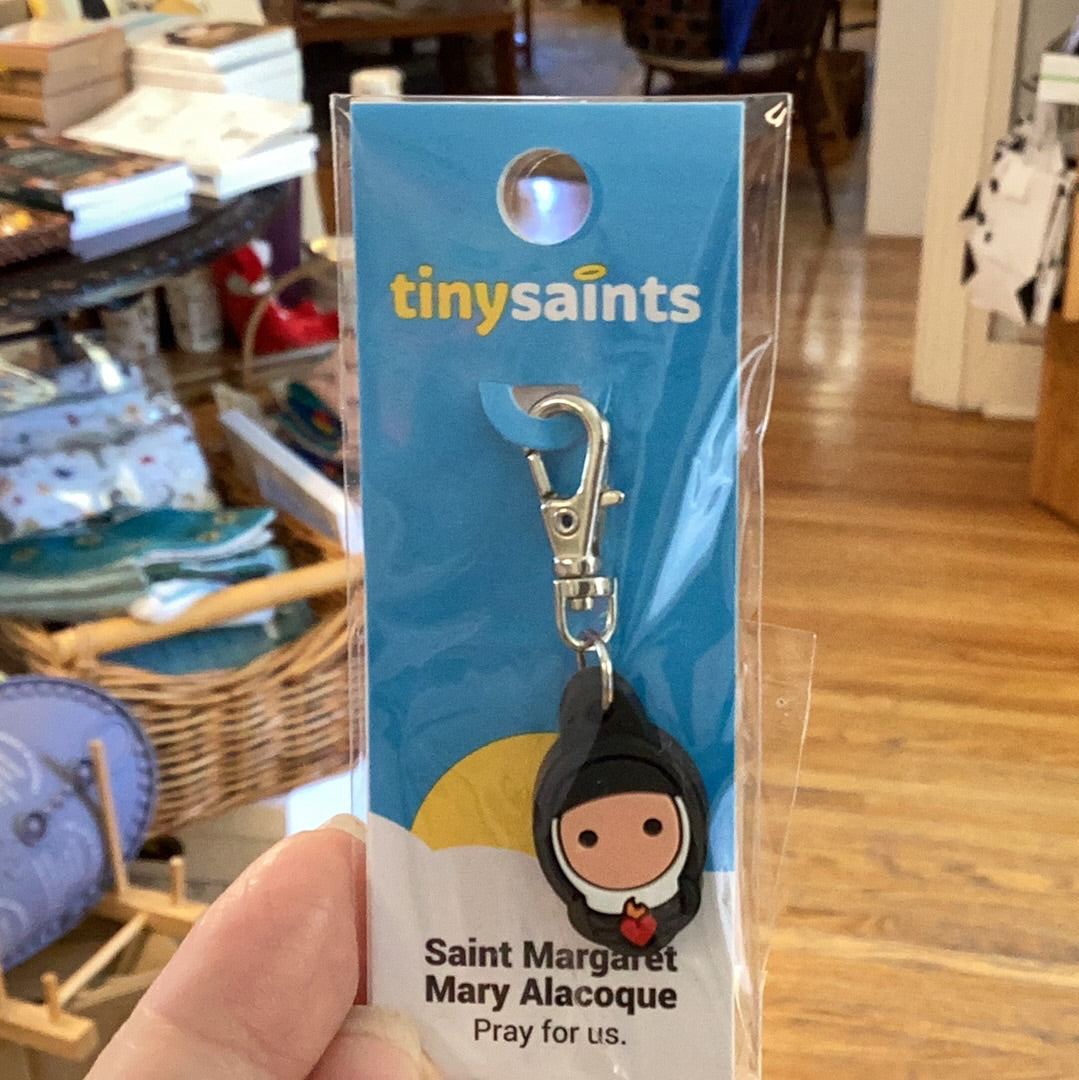 tinysaints
Saint Margaret
Mary Alacoque
Pray for us.